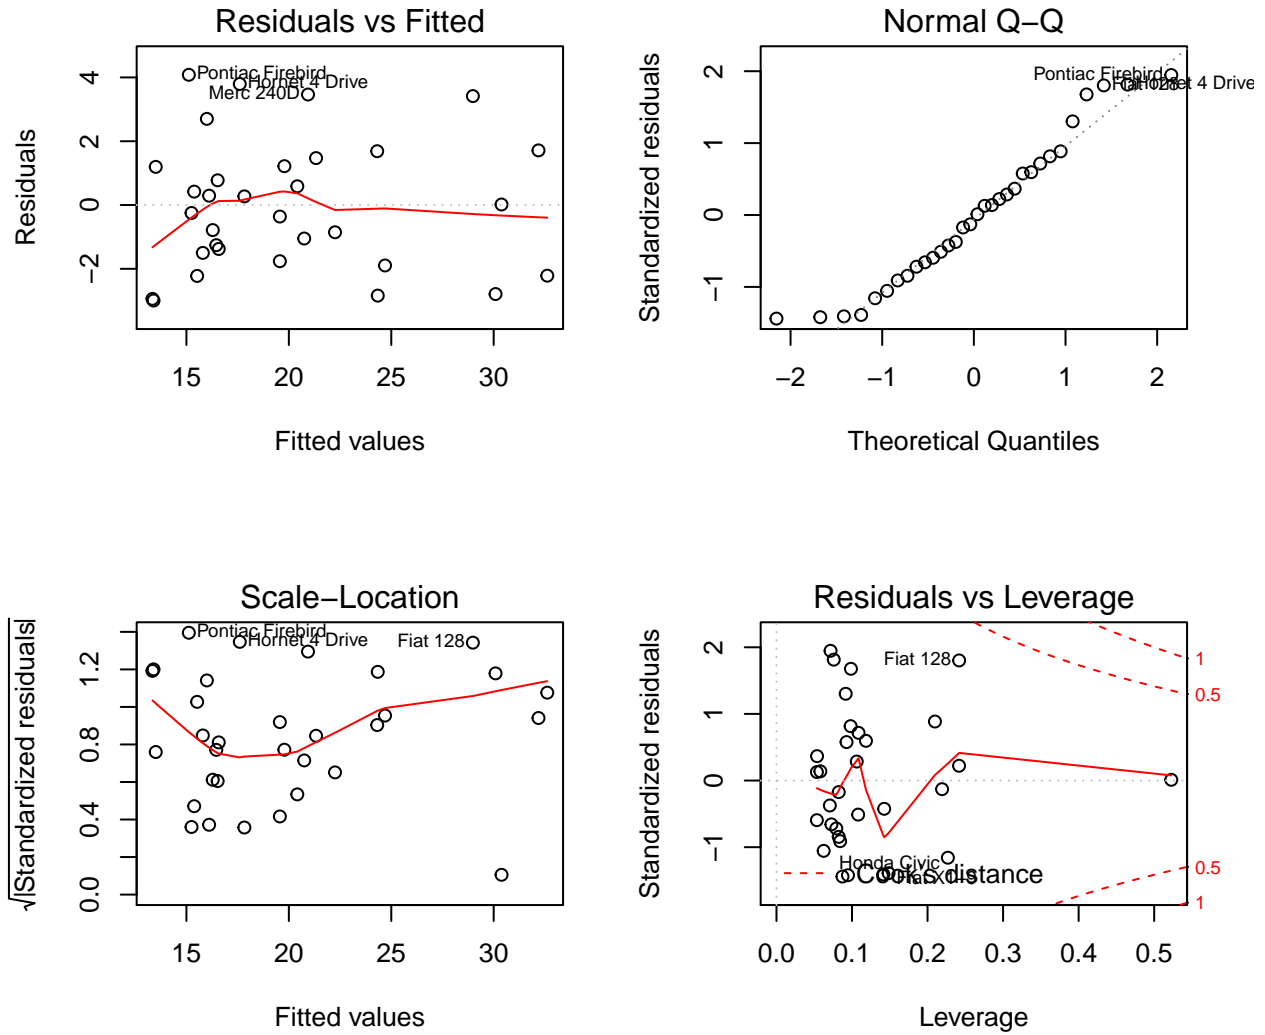 Residuals vs Fitted
Residuals
4
2
0
−2
Pontiac Firebird
Hornet 4 Drive
Merc 240D
15 20 25 30
Fitted values
Normal Q−Q
Standardized residuals
2
1
0
−1
Pontiac Firebird
Fiat 128
Hornet 4 Drive
−2 −1 0 1 2
Theoretical Quantiles
Scale−Location
√|Standardized residuals|
1.2
0.8
0.4
0.0
Pontiac Firebird
Hornet 4 Drive
Fiat 128
15 20 25 30
Fitted values
Residuals vs Leverage
Standardized residuals
2
1
0
−1
Fiat 128
1
0.5
Honda Civic
Cook's distance
Fiat X1−9
0.5
1
0.0 0.1 0.2 0.3 0.4 0.5
Leverage